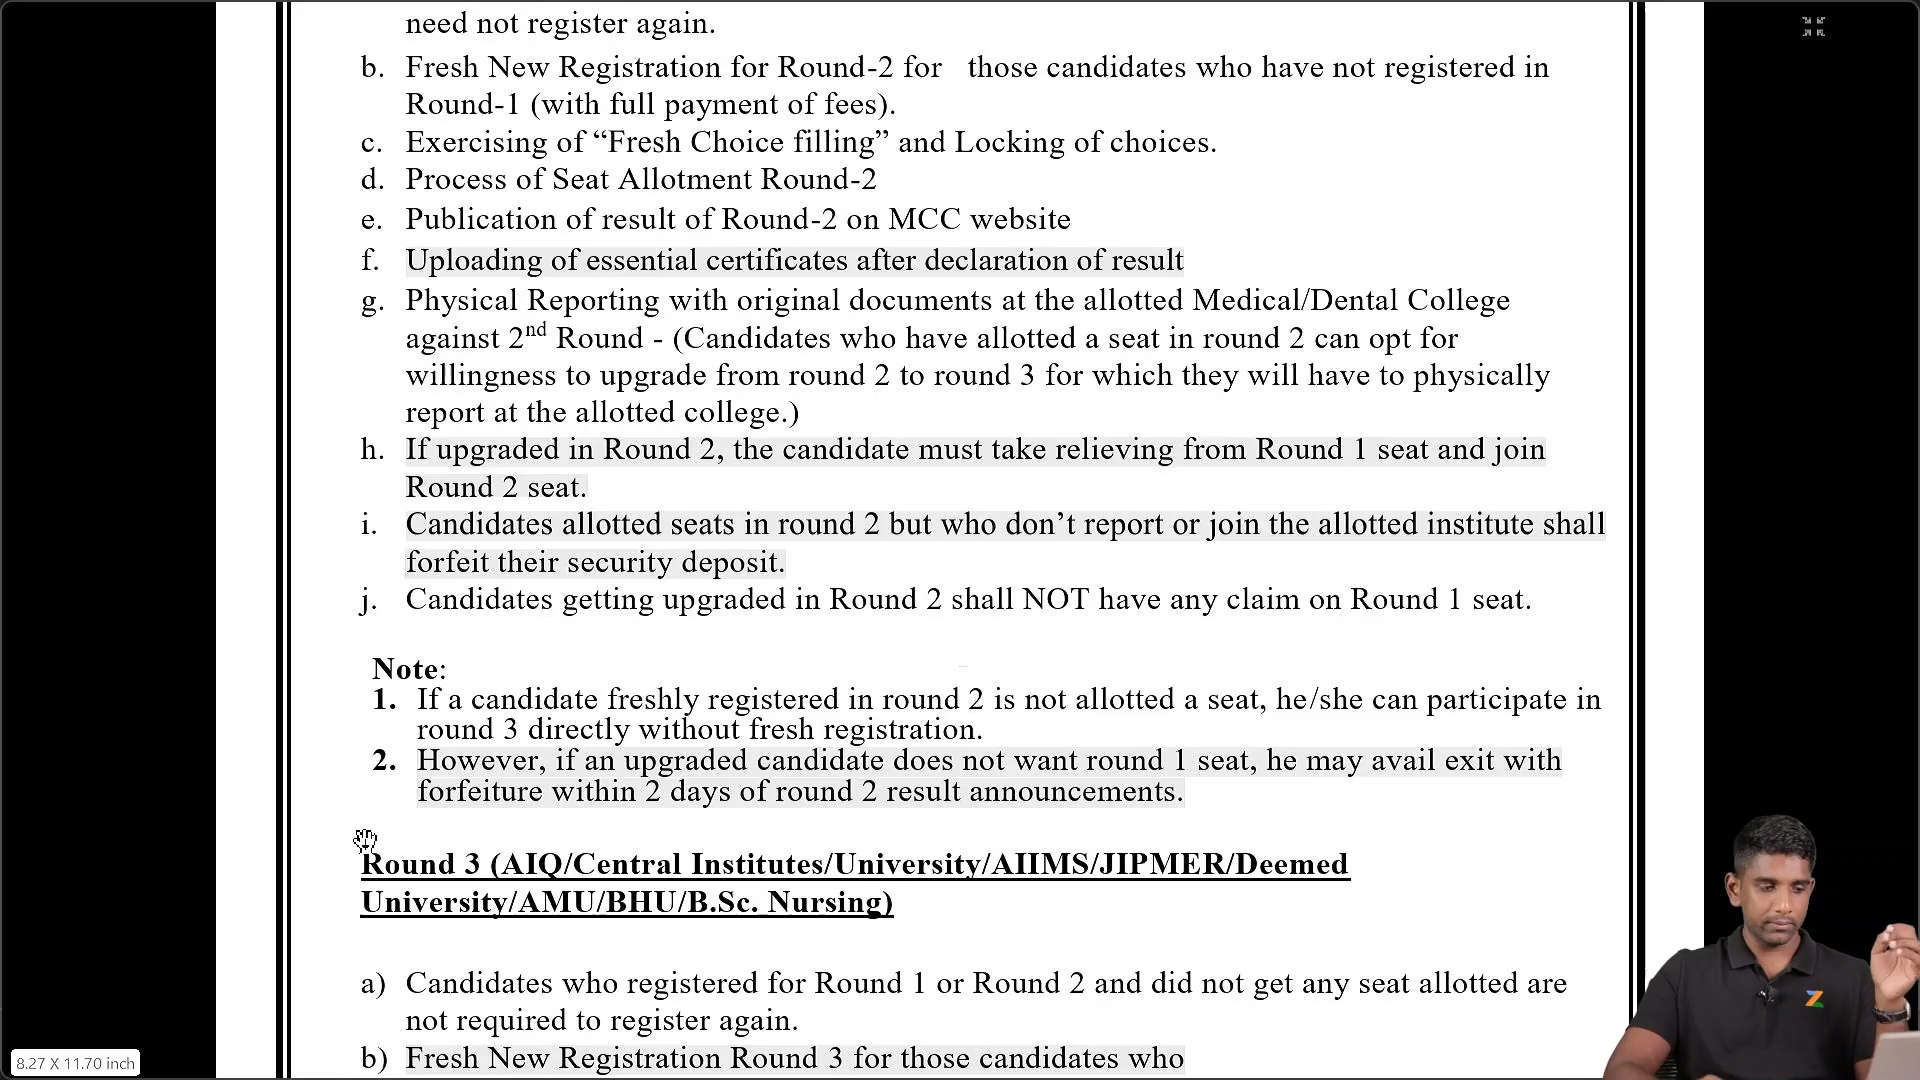 need not register again.
b. Fresh New Registration for Round-2 for those candidates who have not registered in
Round-1 (with full payment of fees).
c. Exercising of “Fresh Choice filling” and Locking of choices.
d. Process of Seat Allotment Round-2
e. Publication of result of Round-2 on MCC website
f. Uploading of essential certificates after declaration of result
g. Physical Reporting with original documents at the allotted Medical/Dental College
against 2nd Round - (Candidates who have allotted a seat in round 2 can opt for
willingness to upgrade from round 2 to round 3 for which they will have to physically
report at the allotted college.)
h. If upgraded in Round 2, the candidate must take relieving from Round 1 seat and join
Round 2 seat.
i. Candidates allotted seats in round 2 but who don’t report or join the allotted institute shall
forfeit their security deposit.
j. Candidates getting upgraded in Round 2 shall NOT have any claim on Round 1 seat.
Note:
1. If a candidate freshly registered in round 2 is not allotted a seat, he/she can participate in
round 3 directly without fresh registration.
2. However, if an upgraded candidate does not want round 1 seat, he may avail exit with
forfeiture within 2 days of round 2 result announcements.
Round 3 (AIQ/Central Institutes/University/AIIMS/JIPMER/Deemed
University/AMU/BHU/B.Sc. Nursing)
a) Candidates who registered for Round 1 or Round 2 and did not get any seat allotted are
not required to register again.
b) Fresh New Registration Round 3 for those candidates who
8.27 X 11.70 inch